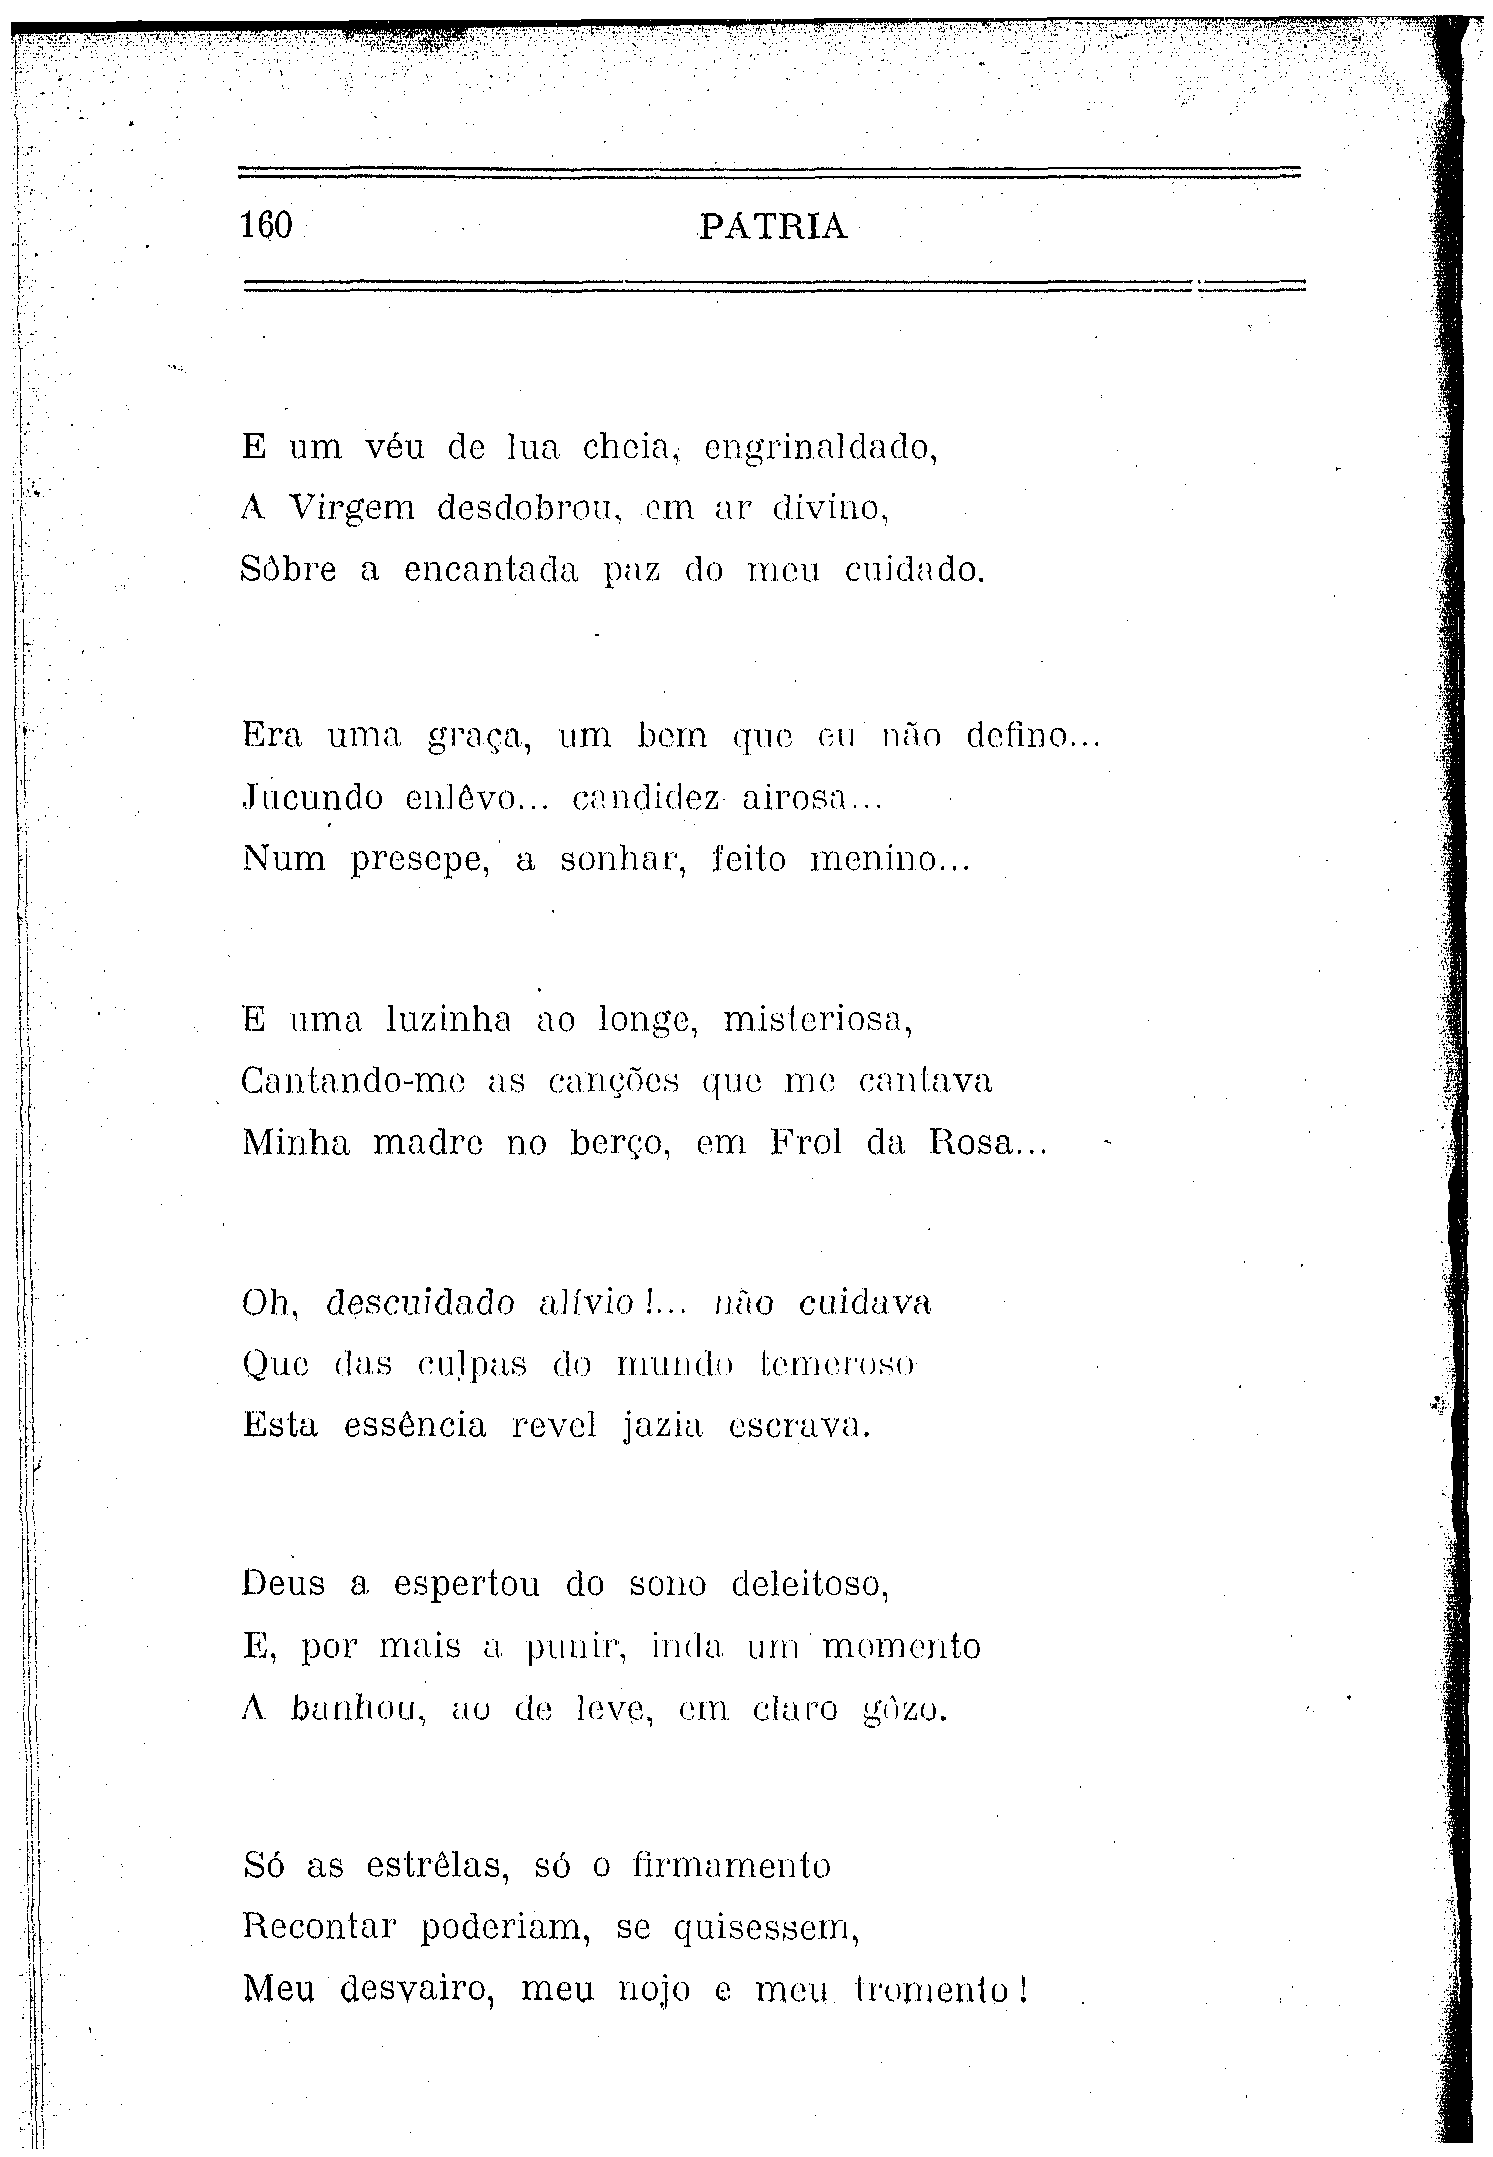 160 PÁTRIA
E um véu de lua cheia, engrinaldado,
A Virgem desdobrou, em ar divino,
Sôbre a encantada paz do meu cuidado.
Era uma graça, um bem que eu não defino...
Jucundo enlêvo... candidez airosa...
Num presepe, a sonhar, feito menino...
E uma luzinha ao longe, misteriosa,
Cantando-me as canções que me cantava
Minha madre no berço, em Frol da Rosa...
Oh, descuidado alívio!... não cuidava
Que das culpas do mundo temeroso
Esta essência revel jazia escrava.
Deus a espertou do sono deleitoso,
E, por mais a punir, inda um momento
A banhou, ao de leve, em claro gôzo.
Só as estrêlas, só o firmamento
Recontar poderiam, se quisessem,
Meu desvairo, meu nojo e meu tromento!